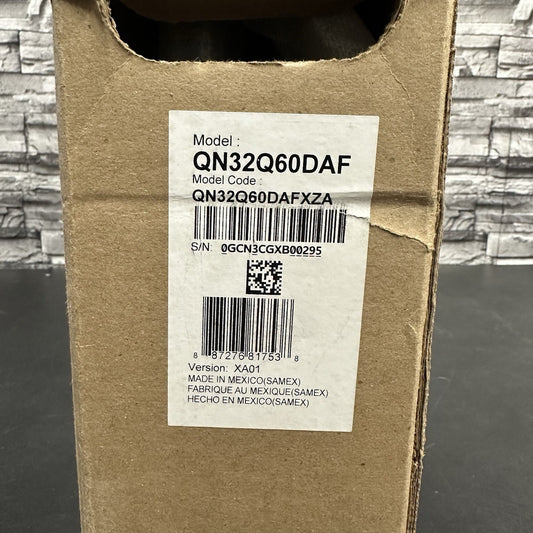 Model :
QN32Q60DAF
Model Code :
QN32Q60DAFXZA
S/N: 0GCN3CGXB00295
8 87276 81753 8
Version: XA01
MADE IN MEXICO(SAMEX)
FABRIQUE AU MEXIQUE(SAMEX)
HECHO EN MEXICO(SAMEX)